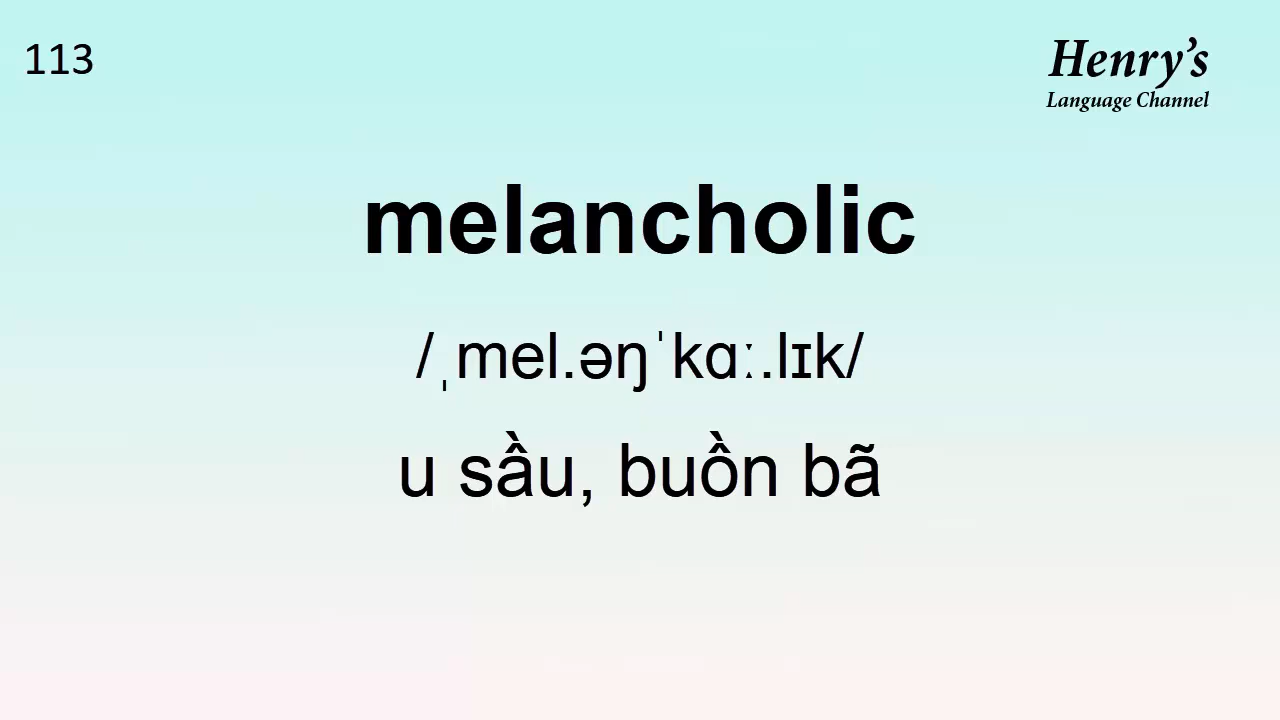 113
Henry's
Language Channel
melancholic
/ˌmel.əŋˈkɑː.lɪk/
u sầu, buồn bã